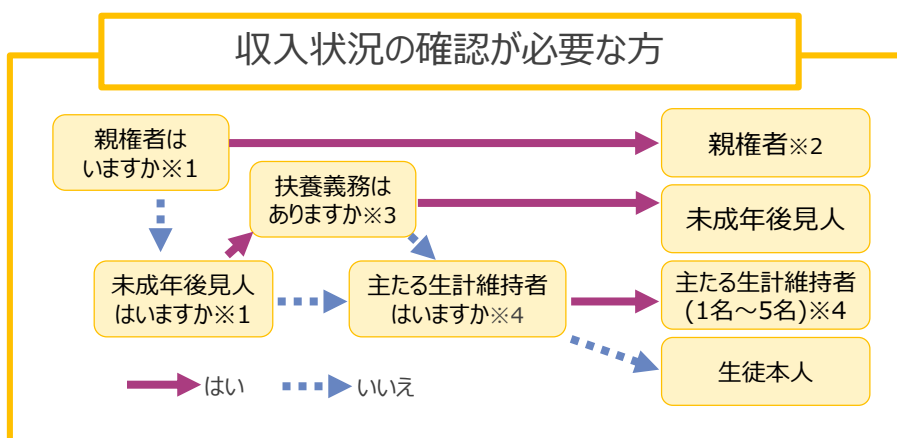 収入状況の確認が必要な方
親権者は
いますか※1
親権者※2
扶養義務は
ありますか※3
未成年後見人
未成年後見人
はいますか※1
主たる生計維持者
はいますか※4
主たる生計維持者
(1名～5名)※4
生徒本人
はい
いいえ